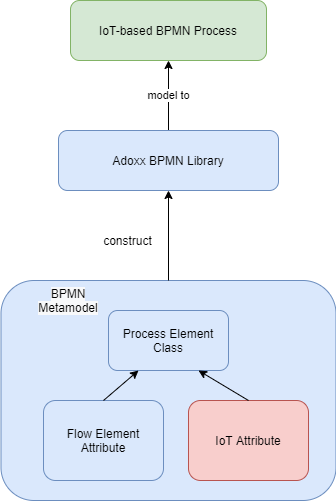 IoT-based BPMN Process
model to
Adoxx BPMN Library
construct
BPMN
Metamodel
Process Element
Class
Flow Element
Attribute
IoT Attribute